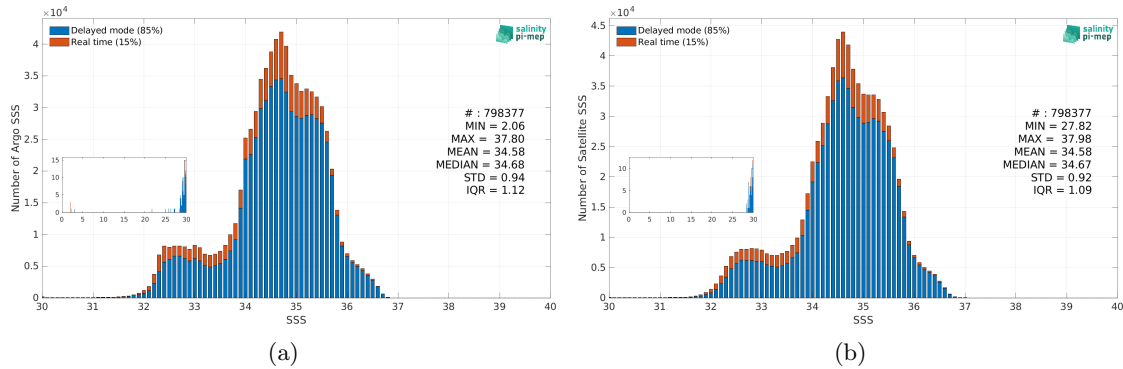 ×10⁴
Delayed mode (85%)
Real time (15%)
salinity
pi-mep
# : 798377
MIN = 2.06
MAX = 37.80
MEAN = 34.58
MEDIAN = 34.68
STD = 0.94
IQR = 1.12
Number of Argo SSS
4
3.5
3
2.5
2
1.5
1
0.5
0
15
10
5
0
0 5 10 15 20 25 30
30 31 32 33 34 35 36 37 38 39 40
SSS
(a)
×10⁴
Delayed mode (85%)
Real time (15%)
salinity
pi-mep
# : 798377
MIN = 27.82
MAX = 37.98
MEAN = 34.58
MEDIAN = 34.67
STD = 0.92
IQR = 1.09
Number of Satellite SSS
4.5
4
3.5
3
2.5
2
1.5
1
0.5
0
10
5
0
0 5 10 15 20 25 30
30 31 32 33 34 35 36 37 38 39 40
SSS
(b)